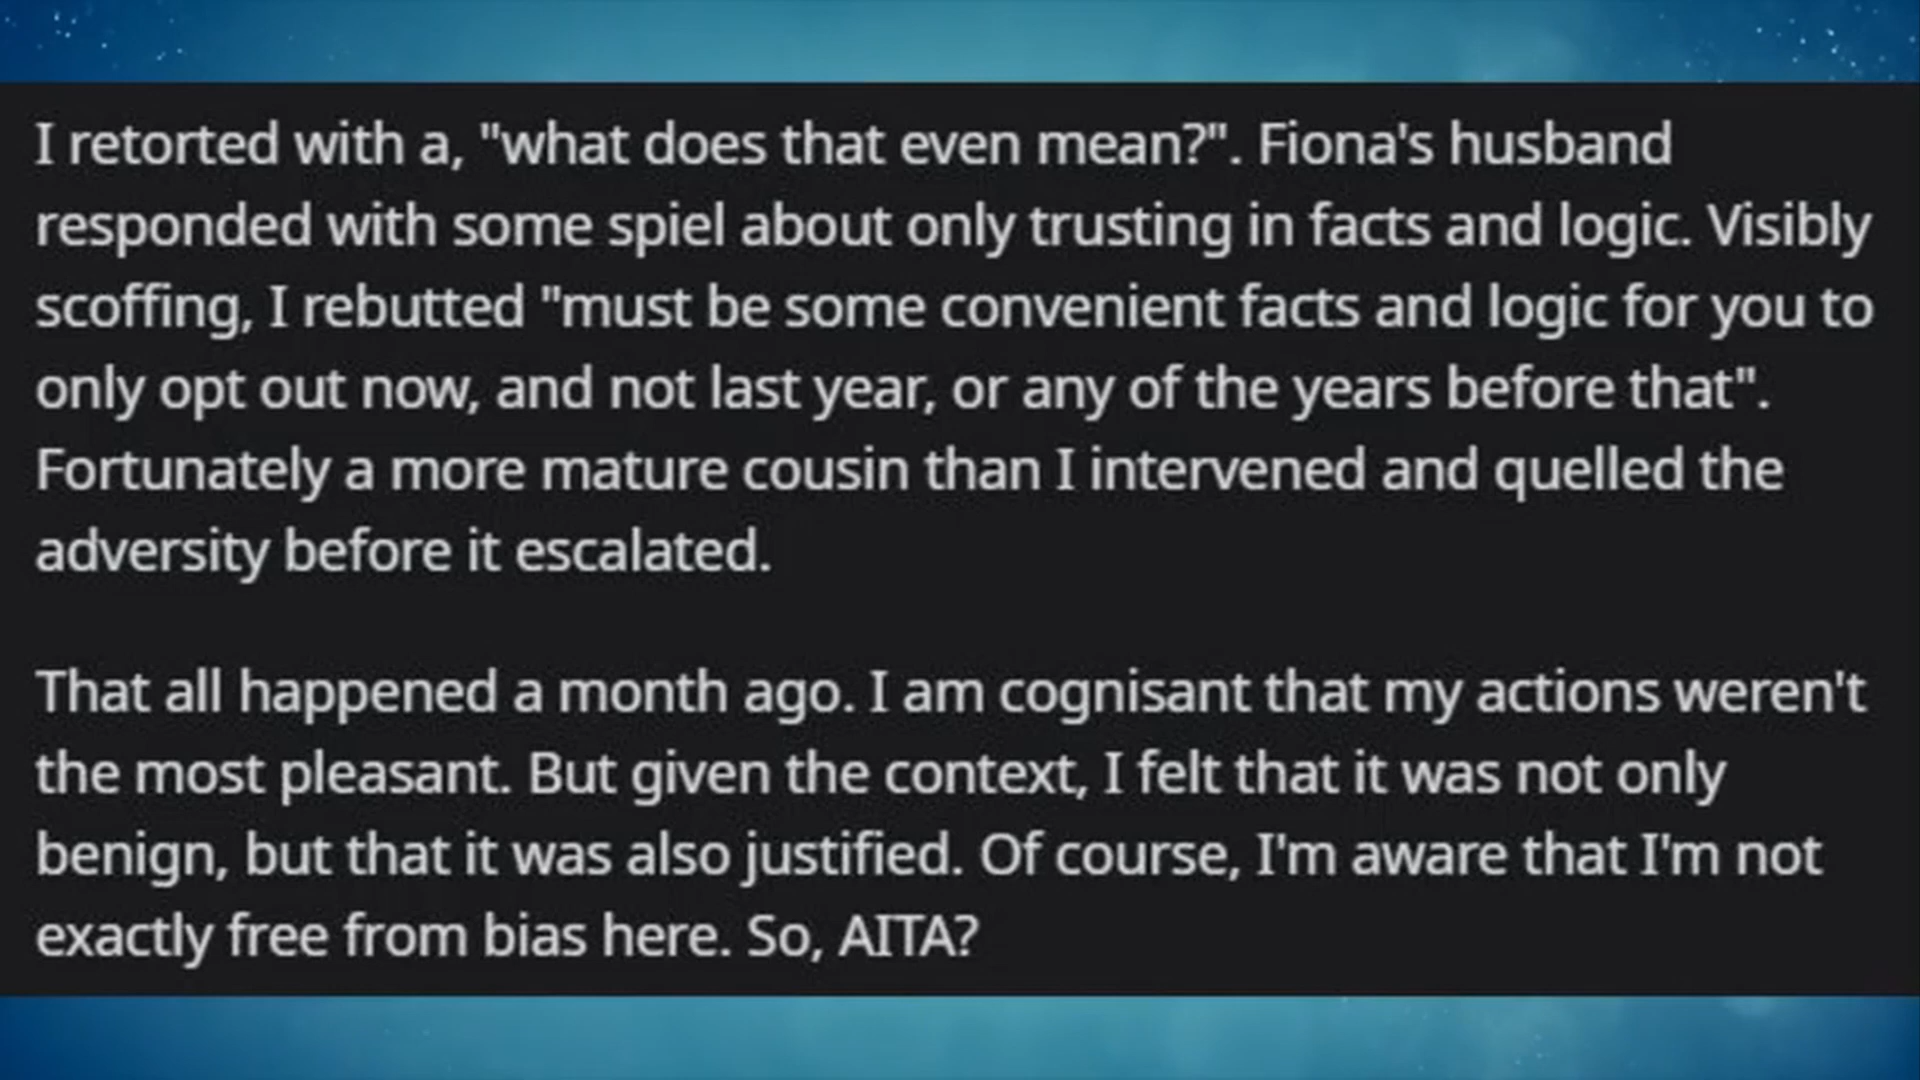 I retorted with a, "what does that even mean?". Fiona's husband
responded with some spiel about only trusting in facts and logic. Visibly
scoffing, I rebutted "must be some convenient facts and logic for you to
only opt out now, and not last year, or any of the years before that".
Fortunately a more mature cousin than I intervened and quelled the
adversity before it escalated.
That all happened a month ago. I am cognisant that my actions weren't
the most pleasant. But given the context, I felt that it was not only
benign, but that it was also justified. Of course, I'm aware that I'm not
exactly free from bias here. So, AITA?